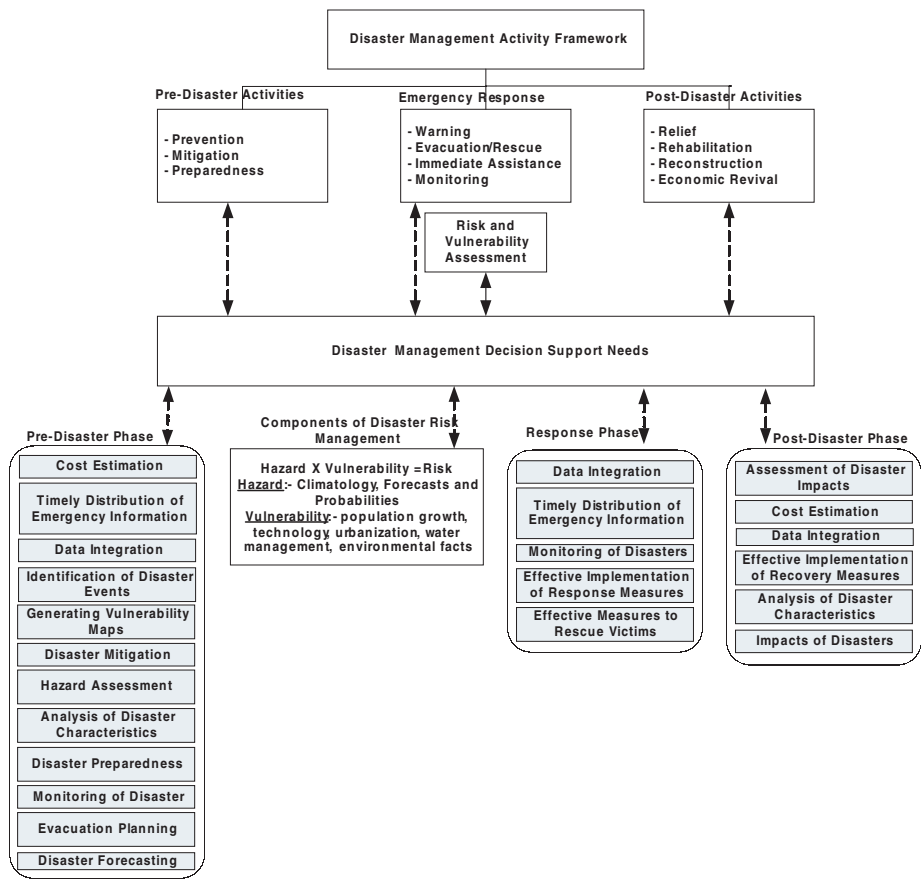 Disaster Management Activity Framework
Pre-Disaster Activities
- Prevention
- Mitigation
- Preparedness
Emergency Response
- Warning
- Evacuation/Rescue
- Immediate Assistance
- Monitoring
Post-Disaster Activities
- Relief
- Rehabilitation
- Reconstruction
- Economic Revival
Risk and
Vulnerability
Assessment
Disaster Management Decision Support Needs
Pre-Disaster Phase
Cost Estimation
Timely Distribution of
Emergency Information
Data Integration
Identification of Disaster
Events
Generating Vulnerability
Maps
Disaster Mitigation
Hazard Assessment
Analysis of Disaster
Characteristics
Disaster Preparedness
Monitoring of Disaster
Evacuation Planning
Disaster Forecasting
Components of Disaster Risk
Management
Hazard X Vulnerability =Risk
Hazard:- Climatology, Forecasts and
Probabilities
Vulnerability:- population growth,
technology, urbanization, water
management, environmental facts
Response Phase
Data Integration
Timely Distribution of
Emergency Information
Monitoring of Disasters
Effective Implementation
of Response Measures
Effective Measures to
Rescue Victims
Post-Disaster Phase
Assessment of Disaster
Impacts
Cost Estimation
Data Integration
Effective Implementation
of Recovery Measures
Analysis of Disaster
Characteristics
Impacts of Disasters